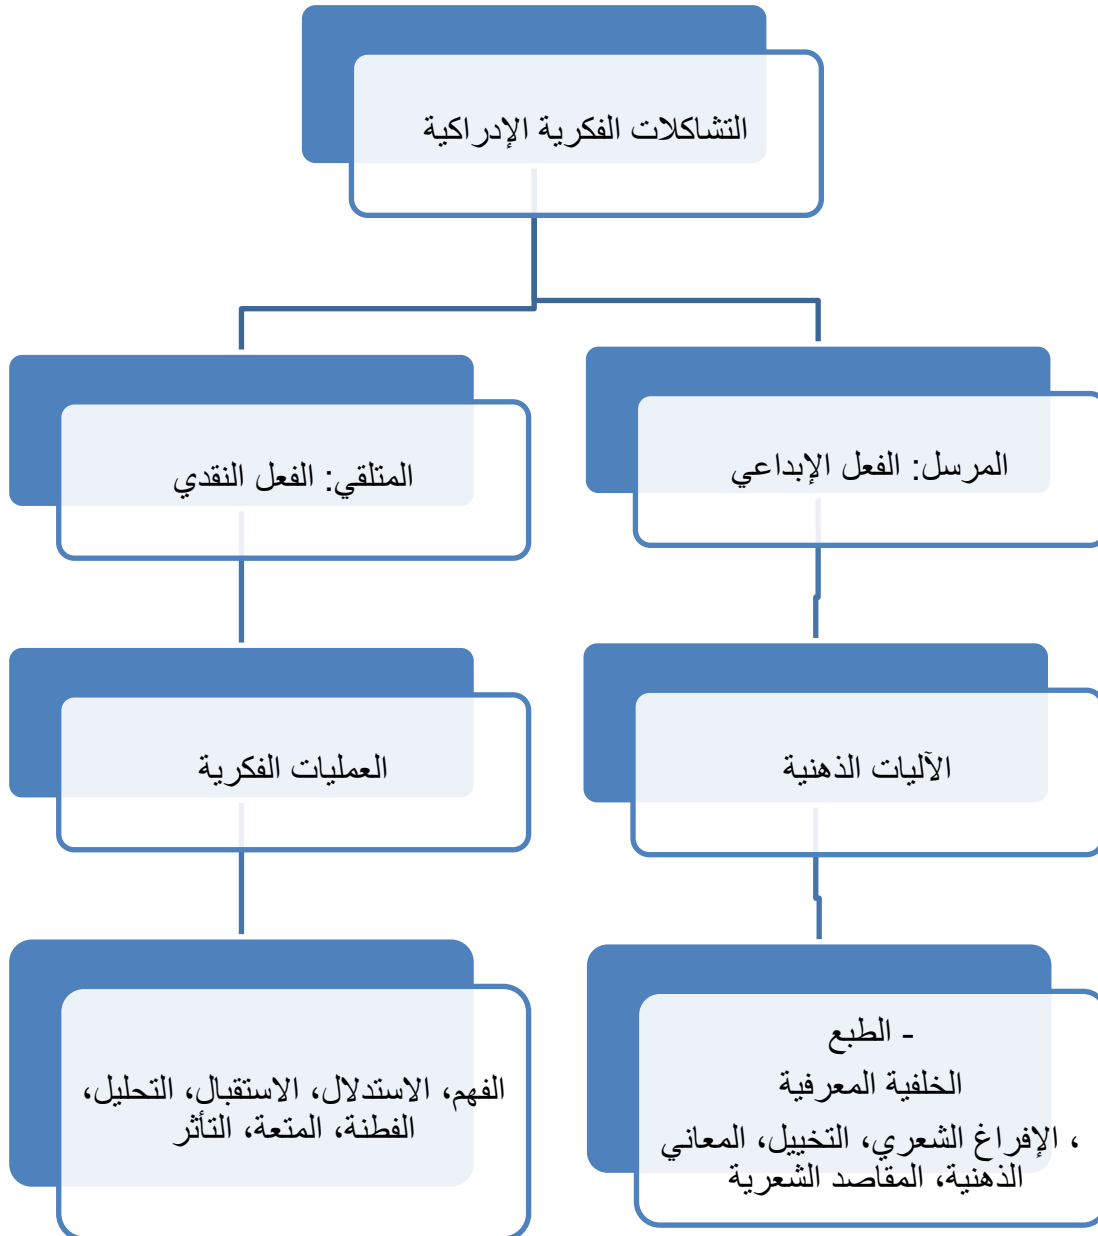 التشاكلات الفكرية الإدراكية
المرسل: الفعل الإبداعي
المتلقي: الفعل النقدي
الآليات الذهنية
العمليات الفكرية
- الطبع
الخلفية المعرفية
، الإفراغ الشعري، التخييل، المعاني
الذهنية، المقاصد الشعرية
الفهم، الاستدلال، الاستقبال، التحليل،
الفطنة، المتعة، التأثر